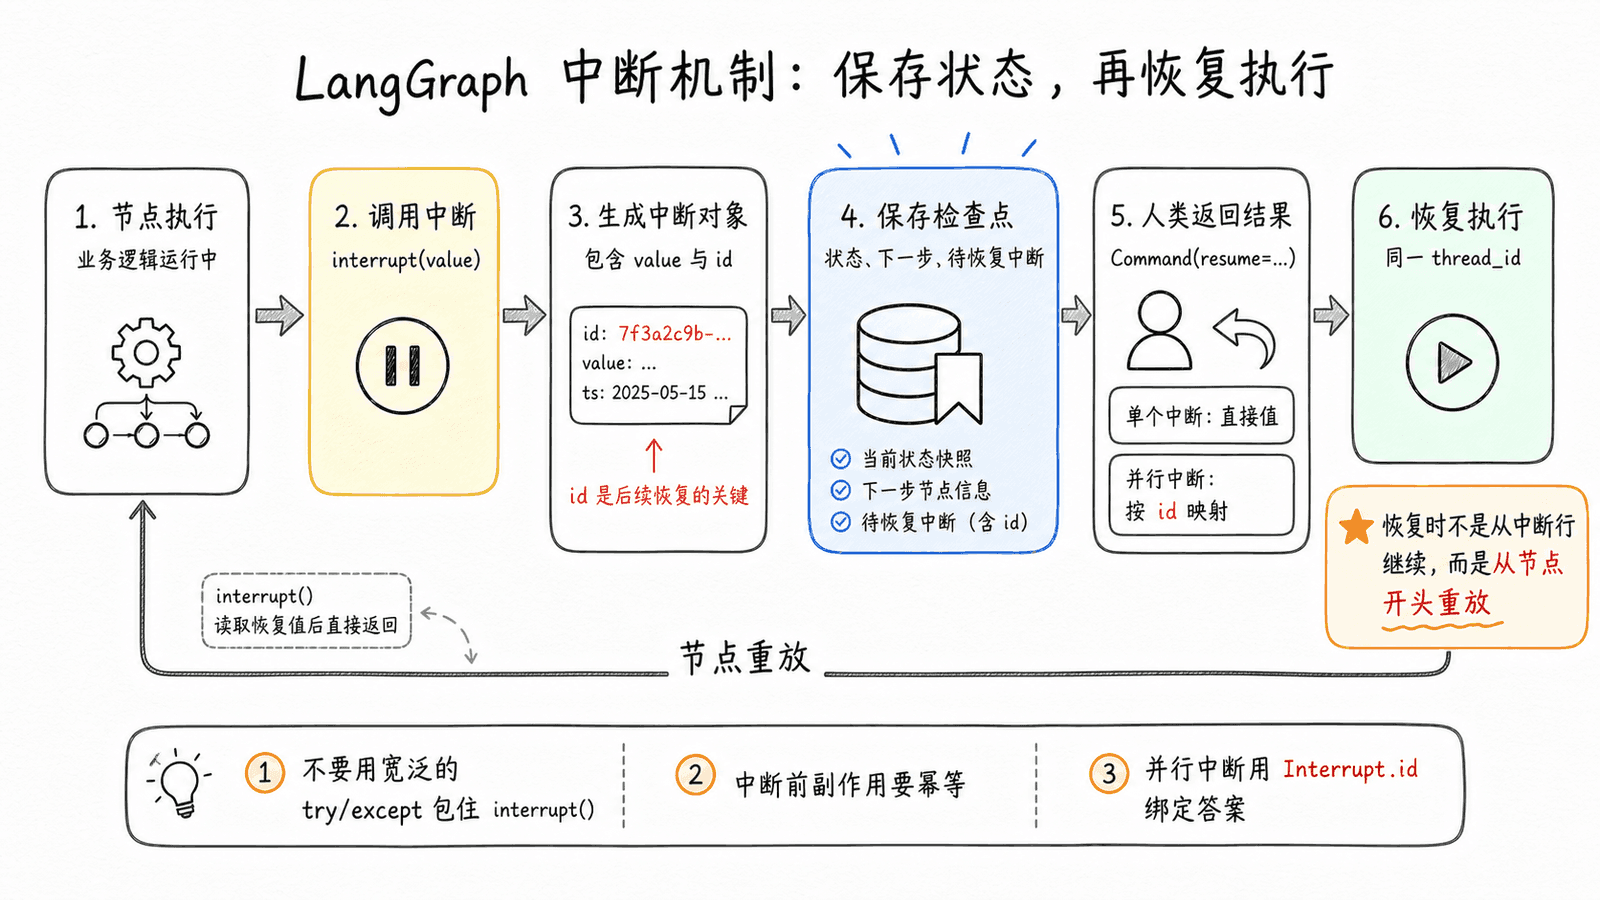 LangGraph 中断机制：保存状态，再恢复执行
1. 节点执行
业务逻辑运行中
2. 调用中断
interrupt(value)
3. 生成中断对象
包含 value 与 id
id: 7f3a2c9b-...
value: ...
ts: 2025-05-15 ...
id 是后续恢复的关键
4. 保存检查点
状态、下一步、待恢复中断
当前状态快照
下一步节点信息
待恢复中断（含 id）
5. 人类返回结果
Command(resume=...)
单个中断：直接值
并行中断：
按 id 映射
6. 恢复执行
同一 thread_id
恢复时不是从中断行
继续，而是从节点
开头重放
interrupt()
读取恢复值后直接返回
节点重放
1 不要用宽泛的
try/except 包住 interrupt()
2 中断前副作用要幂等
3 并行中断用 Interrupt.id
绑定答案